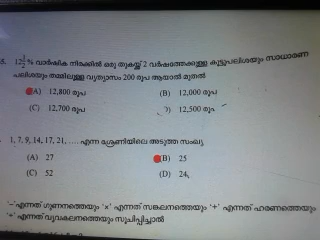 5. 12½% വാർഷിക നിരക്കിൽ ഒരു തുകയ്ക്ക് 2 വർഷത്തേക്കുള്ള കൂട്ടുപലിശയും സാധാരണ
പലിശയും തമ്മിലുള്ള വ്യത്യാസം 200 രൂപ ആയാൽ മുതൽ
(A) 12,800 രൂപ (B) 12,000 രൂപ
(C) 12,700 രൂപ 12,500 രൂപ
1, 7, 9, 14, 17, 21, .... എന്ന ശ്രേണിയിലെ അടുത്ത സംഖ്യ
(A) 27 (B) 25
(C) 52 (D) 24
'–' എന്നത് ഗുണനത്തെയും '×' എന്നത് സങ്കലനത്തെയും '+' എന്നത് ഹരണത്തെയും
എന്നത് വ്യവകലനത്തെയും സൂചിപ്പിച്ചാൽ